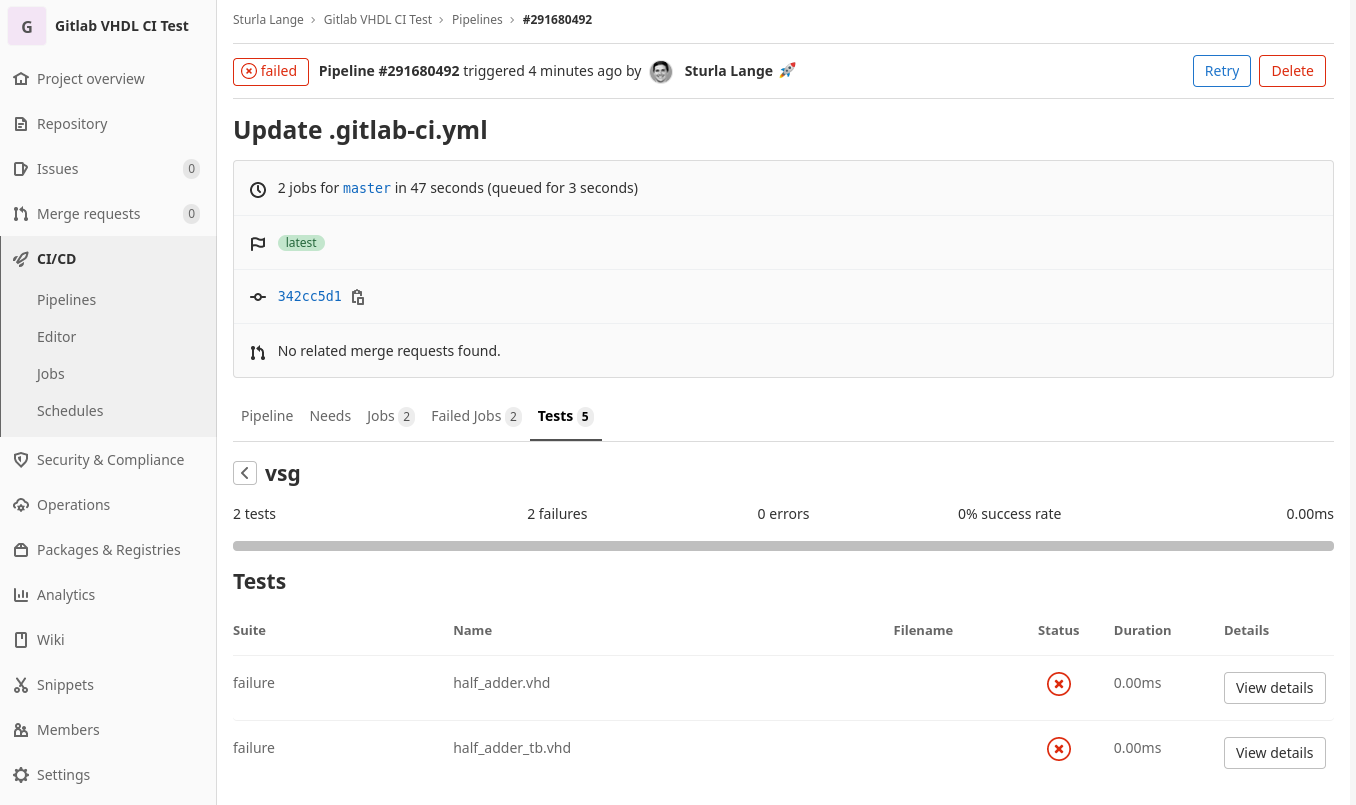 G Gitlab VHDL CI Test
Project overview
Repository
Issues 0
Merge requests 0
CI/CD
Pipelines
Editor
Jobs
Schedules
Security & Compliance
Operations
Packages & Registries
Analytics
Wiki
Snippets
Members
Settings
Sturla Lange › Gitlab VHDL CI Test › Pipelines › #291680492
failed Pipeline #291680492 triggered 4 minutes ago by Sturla Lange 🚀 Retry Delete
Update .gitlab-ci.yml
2 jobs for master in 47 seconds (queued for 3 seconds)
latest
342cc5d1
No related merge requests found.
Pipeline Needs Jobs 2 Failed Jobs 2 Tests 5
vsg
2 tests 2 failures 0 errors 0% success rate 0.00ms
Tests
Suite Name Filename Status Duration Details
failure half_adder.vhd 0.00ms View details
failure half_adder_tb.vhd 0.00ms View details